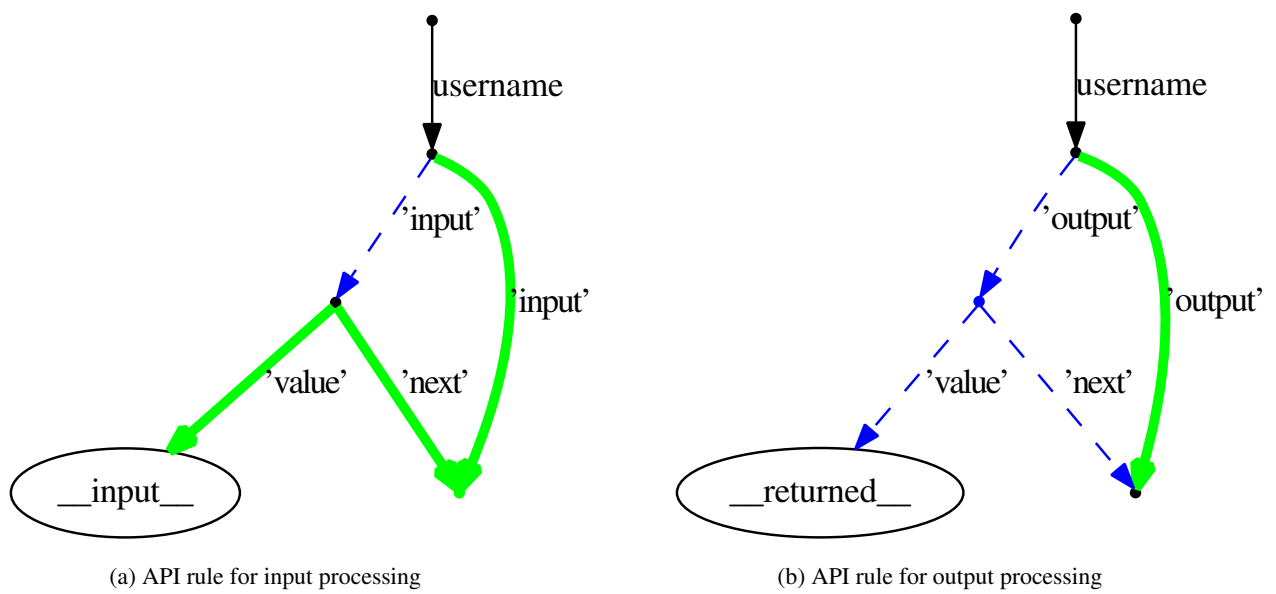 username
’input’
’input’
’value’
’next’
__input__
(a) API rule for input processing
username
’output’
’output’
’value’
’next’
__returned__
(b) API rule for output processing